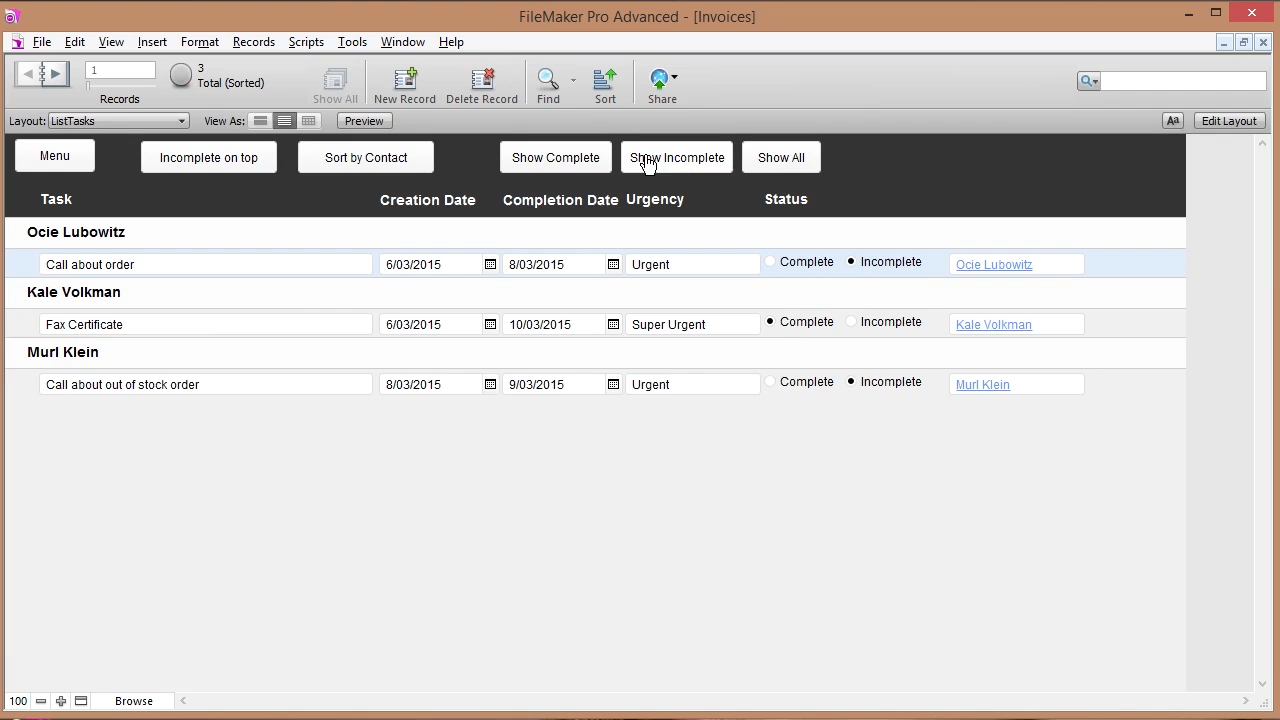 FileMaker Pro Advanced - [Invoices]
File Edit View Insert Format Records Scripts Tools Window Help
1
3
Total (Sorted)
Records
Show All
New Record
Delete Record
Find
Sort
Share
Layout: ListTasks
View As:
Preview
Aa
Edit Layout
Menu
Incomplete on top
Sort by Contact
Show Complete
Show Incomplete
Show All
Task Creation Date Completion Date Urgency Status
Ocie Lubowitz
Call about order 6/03/2015 8/03/2015 Urgent Complete Incomplete Ocie Lubowitz
Kale Volkman
Fax Certificate 6/03/2015 10/03/2015 Super Urgent Complete Incomplete Kale Volkman
Murl Klein
Call about out of stock order 8/03/2015 9/03/2015 Urgent Complete Incomplete Murl Klein
100 Browse